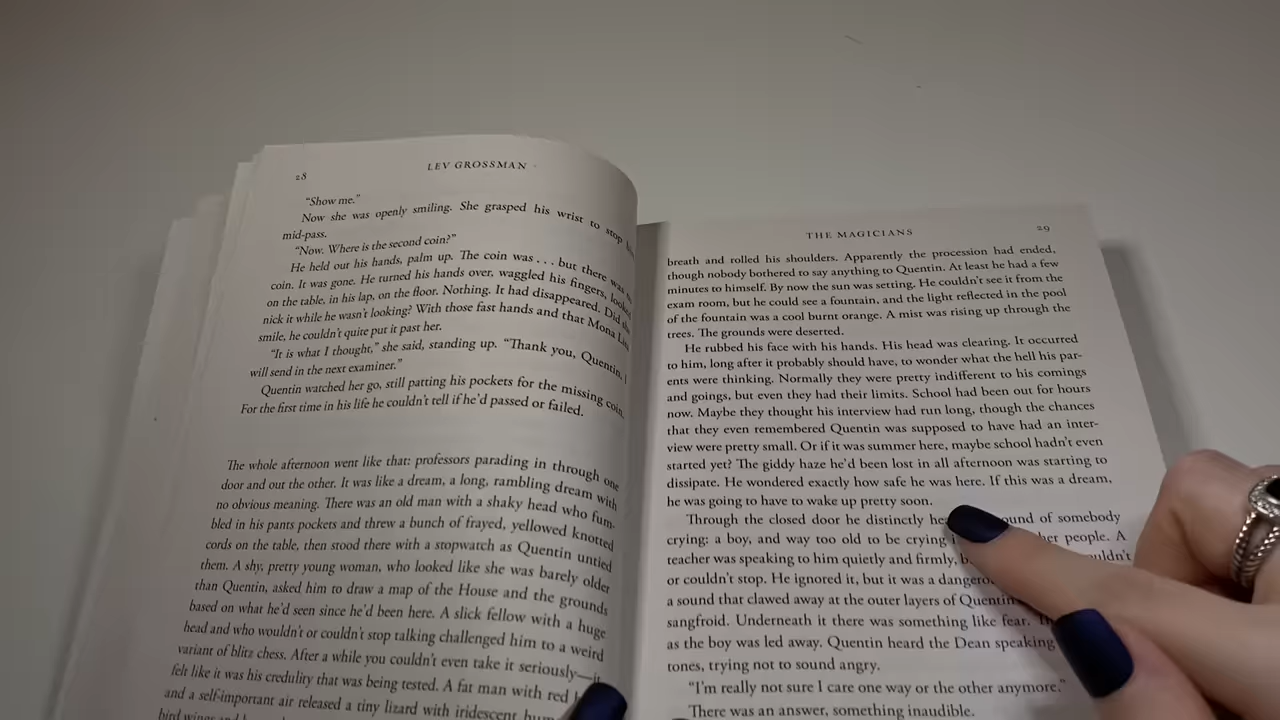 28
LEV GROSSMAN
"Show me."
Now she was openly smiling. She grasped his wrist to stop
mid-pass.
"Now. Where is the second coin?"
He held out his hands, palm up. The coin was . . . but there was
coin. It was gone. He turned his hands over, waggled his fingers, looked
on the table, in his lap, on the floor. Nothing. It had disappeared. Did she
nick it while he wasn't looking? With those fast hands and that Mona Lisa
smile, he couldn't quite put it past her.
"It is what I thought," she said, standing up. "Thank you, Quentin, I
will send in the next examiner."
Quentin watched her go, still patting his pockets for the missing coin.
For the first time in his life he couldn't tell if he'd passed or failed.
The whole afternoon went like that: professors parading in through one
door and out the other. It was like a dream, a long, rambling dream with
no obvious meaning. There was an old man with a shaky head who fum-
bled in his pants pockets and threw a bunch of frayed, yellowed knotted
cords on the table, then stood there with a stopwatch as Quentin untied
them. A shy, pretty young woman, who looked like she was barely older
than Quentin, asked him to draw a map of the House and the grounds
based on what he'd seen since he'd been here. A slick fellow with a huge
head and who wouldn't or couldn't stop talking challenged him to a weird
variant of blitz chess. After a while you couldn't even take it seriously—it
felt like it was his credulity that was being tested. A fat man with red
and a self-important air released a tiny lizard with iridescent
bird wings and
THE MAGICIANS
29
breath and rolled his shoulders. Apparently the procession had ended,
though nobody bothered to say anything to Quentin. At least he had a few
minutes to himself. By now the sun was setting. He couldn't see it from the
exam room, but he could see a fountain, and the light reflected in the pool
of the fountain was a cool burnt orange. A mist was rising up through the
trees. The grounds were deserted.
He rubbed his face with his hands. His head was clearing. It occurred
to him, long after it probably should have, to wonder what the hell his par-
ents were thinking. Normally they were pretty indifferent to his comings
and goings, but even they had their limits. School had been out for hours
now. Maybe they thought his interview had run long, though the chances
that they even remembered Quentin was supposed to have had an inter-
view were pretty small. Or if it was summer here, maybe school hadn't even
started yet? The giddy haze he'd been lost in all afternoon was starting to
dissipate. He wondered exactly how safe he was here. If this was a dream,
he was going to have to wake up pretty soon.
Through the closed door he distinctly sound of somebody
crying: a boy, and way too old to be crying other people. A
teacher was speaking to him quietly and firmly,
or couldn't stop. He ignored it, but it was a
a sound that clawed away at the outer layers of
sangfroid. Underneath it there was something like fear.
as the boy was led away. Quentin heard the Dean speaking
tones, trying not to sound angry.
"I'm really not sure I care one way or the other anymore."
There was an answer, something inaudible.